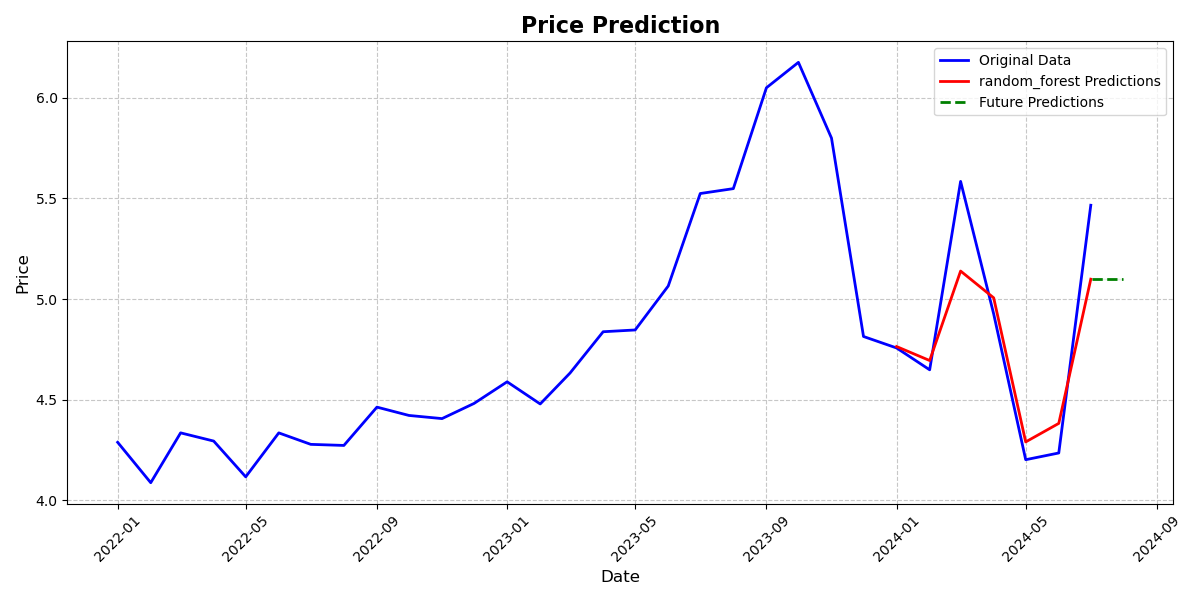 Price Prediction
Original Data
random_forest Predictions
Future Predictions
Price
6.0
5.5
5.0
4.5
4.0
2022-01
2022-05
2022-09
2023-01
2023-05
2023-09
2024-01
2024-05
2024-09
Date